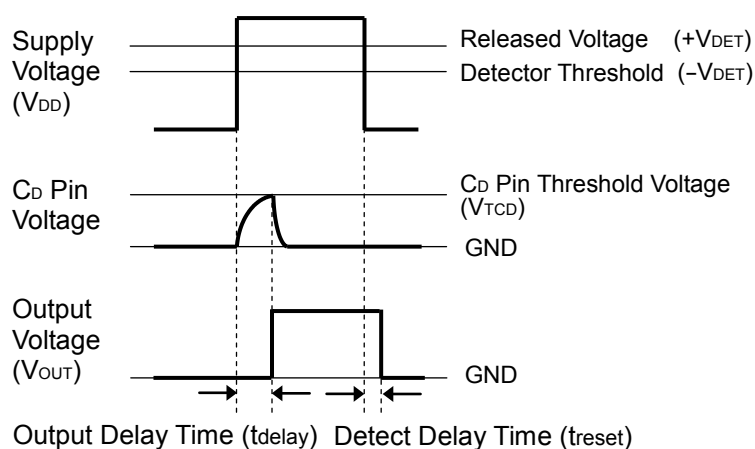 Supply
Voltage
(VDD)
Released Voltage (+VDET)
Detector Threshold (−VDET)
CD Pin
Voltage
CD Pin Threshold Voltage
(VTCD)
GND
Output
Voltage
(VOUT)
GND
Output Delay Time (tdelay) Detect Delay Time (treset)